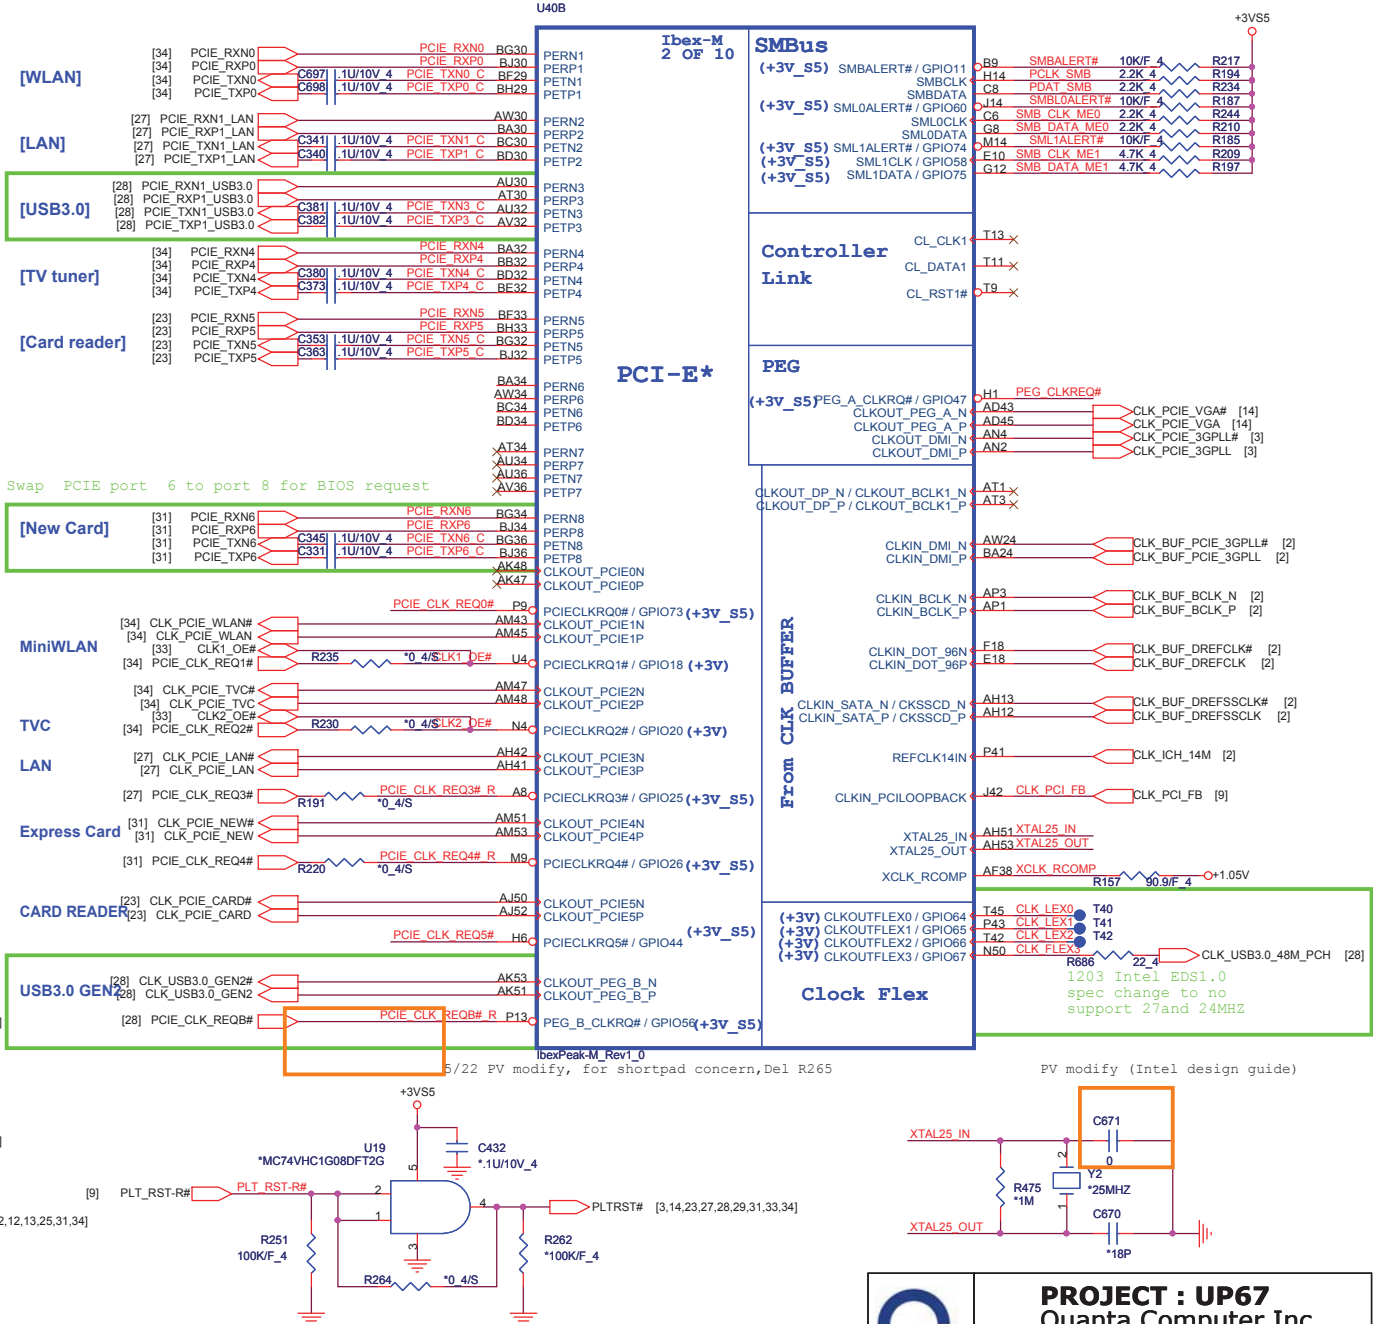 U40B
Ibex-M
2 OF 10
PCI-E*
[WLAN]
[34] PCIE_RXN0 PCIE_RXN0 BG30 PERN1
[34] PCIE_RXP0 PCIE_RXP0 BJ30 PERP1
[34] PCIE_TXN0 C697 .1U/10V_4 PCIE_TXN0_C BF29 PETN1
[34] PCIE_TXP0 C698 .1U/10V_4 PCIE_TXP0_C BH29 PETP1
[LAN]
[27] PCIE_RXN1_LAN AW30 PERN2
[27] PCIE_RXP1_LAN BA30 PERP2
[27] PCIE_TXN1_LAN C341 .1U/10V_4 PCIE_TXN1_C BC30 PETN2
[27] PCIE_TXP1_LAN C340 .1U/10V_4 PCIE_TXP1_C BD30 PETP2
[USB3.0]
[28] PCIE_RXN1_USB3.0 AU30 PERN3
[28] PCIE_RXP1_USB3.0 AT30 PERP3
[28] PCIE_TXN1_USB3.0 C381 .1U/10V_4 PCIE_TXN3_C AU32 PETN3
[28] PCIE_TXP1_USB3.0 C382 .1U/10V_4 PCIE_TXP3_C AV32 PETP3
[TV tuner]
[34] PCIE_RXN4 PCIE_RXN4 BA32 PERN4
[34] PCIE_RXP4 PCIE_RXP4 BB32 PERP4
[34] PCIE_TXN4 C380 .1U/10V_4 PCIE_TXN4_C BD32 PETN4
[34] PCIE_TXP4 C373 .1U/10V_4 PCIE_TXP4_C BE32 PETP4
[Card reader]
[23] PCIE_RXN5 PCIE_RXN5 BF33 PERN5
[23] PCIE_RXP5 PCIE_RXP5 BH33 PERP5
[23] PCIE_TXN5 C353 .1U/10V_4 PCIE_TXN5_C BG32 PETN5
[23] PCIE_TXP5 C363 .1U/10V_4 PCIE_TXP5_C BJ32 PETP5
BA34 PERN6
AW34 PERP6
BC34 PETN6
BD34 PETP6
AT34 PERN7
AU34 PERP7
AU36 PETN7
AV36 PETP7
Swap PCIE port 6 to port 8 for BIOS request
[New Card]
[31] PCIE_RXN6 PCIE_RXN6 BG34 PERN8
[31] PCIE_RXP6 PCIE_RXP6 BJ34 PERP8
[31] PCIE_TXN6 C345 .1U/10V_4 PCIE_TXN6_C BG36 PETN8
[31] PCIE_TXP6 C331 .1U/10V_4 PCIE_TXP6_C BJ36 PETP8
AK48 CLKOUT_PCIE0N
AK47 CLKOUT_PCIE0P
PCIE_CLK_REQ0# P9 PCIECLKRQ0# / GPIO73 (+3V_S5)
MiniWLAN
[34] CLK_PCIE_WLAN# AM43 CLKOUT_PCIE1N
[34] CLK_PCIE_WLAN AM45 CLKOUT_PCIE1P
[33] CLK1_OE#
[34] PCIE_CLK_REQ1# R235 *0_4/S CLK1_OE# U4 PCIECLKRQ1# / GPIO18 (+3V)
TVC
[34] CLK_PCIE_TVC# AM47 CLKOUT_PCIE2N
[34] CLK_PCIE_TVC AM48 CLKOUT_PCIE2P
[33] CLK2_OE#
[34] PCIE_CLK_REQ2# R230 *0_4/S CLK2_OE# N4 PCIECLKRQ2# / GPIO20 (+3V)
LAN
[27] CLK_PCIE_LAN# AH42 CLKOUT_PCIE3N
[27] CLK_PCIE_LAN AH41 CLKOUT_PCIE3P
[27] PCIE_CLK_REQ3# R191 *0_4/S PCIE_CLK_REQ3#_R A8 PCIECLKRQ3# / GPIO25 (+3V_S5)
Express Card
[31] CLK_PCIE_NEW# AM51 CLKOUT_PCIE4N
[31] CLK_PCIE_NEW AM53 CLKOUT_PCIE4P
[31] PCIE_CLK_REQ4# R220 *0_4/S PCIE_CLK_REQ4#_R M9 PCIECLKRQ4# / GPIO26 (+3V_S5)
CARD READER
[23] CLK_PCIE_CARD# AJ50 CLKOUT_PCIE5N
[23] CLK_PCIE_CARD AJ52 CLKOUT_PCIE5P
PCIE_CLK_REQ5# H6 PCIECLKRQ5# / GPIO44 (+3V_S5)
USB3.0 GEN2
[28] CLK_USB3.0_GEN2# AK53 CLKOUT_PEG_B_N
[28] CLK_USB3.0_GEN2 AK51 CLKOUT_PEG_B_P
[28] PCIE_CLK_REQB# PCIE_CLK_REQB#_R P13 PEG_B_CLKRQ# / GPIO56 (+3V_S5)
IbexPeak-M_Rev1_0
5/22 PV modify, for shortpad concern,Del R265
SMBus
+3VS5
(+3V_S5) SMBALERT# / GPIO11 B9 SMBALERT# 10K/F_4 R217
SMBCLK H14 PCLK_SMB 2.2K_4 R194
SMBDATA C8 PDAT_SMB 2.2K_4 R234
(+3V_S5) SML0ALERT# / GPIO60 J14 SMBL0ALERT# 10K/F_4 R187
SML0CLK C6 SMB_CLK_ME0 2.2K_4 R244
SML0DATA G8 SMB_DATA_ME0 2.2K_4 R210
(+3V_S5) SML1ALERT# / GPIO74 M14 SML1ALERT# 10K/F_4 R185
(+3V_S5) SML1CLK / GPIO58 E10 SMB_CLK_ME1 4.7K_4 R209
(+3V_S5) SML1DATA / GPIO75 G12 SMB_DATA_ME1 4.7K_4 R197
Controller
Link
CL_CLK1 T13
CL_DATA1 T11
CL_RST1# T9
PEG
(+3V_S5) PEG_A_CLKRQ# / GPIO47 H1 PEG_CLKREQ#
CLKOUT_PEG_A_N AD43 CLK_PCIE_VGA# [14]
CLKOUT_PEG_A_P AD45 CLK_PCIE_VGA [14]
CLKOUT_DMI_N AN4 CLK_PCIE_3GPLL# [3]
CLKOUT_DMI_P AN2 CLK_PCIE_3GPLL [3]
From CLK BUFFER
CLKOUT_DP_N / CLKOUT_BCLK1_N AT1
CLKOUT_DP_P / CLKOUT_BCLK1_P AT3
CLKIN_DMI_N AW24 CLK_BUF_PCIE_3GPLL# [2]
CLKIN_DMI_P BA24 CLK_BUF_PCIE_3GPLL [2]
CLKIN_BCLK_N AP3 CLK_BUF_BCLK_N [2]
CLKIN_BCLK_P AP1 CLK_BUF_BCLK_P [2]
CLKIN_DOT_96N F18 CLK_BUF_DREFCLK# [2]
CLKIN_DOT_96P E18 CLK_BUF_DREFCLK [2]
CLKIN_SATA_N / CKSSCD_N AH13 CLK_BUF_DREFSSCLK# [2]
CLKIN_SATA_P / CKSSCD_P AH12 CLK_BUF_DREFSSCLK [2]
REFCLK14IN P41 CLK_ICH_14M [2]
CLKIN_PCILOOPBACK J42 CLK_PCI_FB CLK_PCI_FB [9]
XTAL25_IN AH51 XTAL25_IN
XTAL25_OUT AH53 XTAL25_OUT
XCLK_RCOMP AF38 XCLK_RCOMP R157 90.9/F_4 +1.05V
(+3V) CLKOUTFLEX0 / GPIO64 T45 CLK_LEX0 T40
(+3V) CLKOUTFLEX1 / GPIO65 P43 CLK_LEX1 T41
(+3V) CLKOUTFLEX2 / GPIO66 T42 CLK_LEX2 T42
(+3V) CLKOUTFLEX3 / GPIO67 N50 CLK_FLEX3 R686 22_4 CLK_USB3.0_48M_PCH [28]
Clock Flex
1203 Intel EDS1.0
spec change to no
support 27and 24MHZ
+3VS5
U19
*MC74VHC1G08DFT2G
C432
*.1U/10V_4
[9] PLT_RST-R# PLT_RST-R# 2 1 5 3 4 PLTRST# [3,14,23,27,28,29,31,33,34]
2,12,13,25,31,34]
R251
100K/F_4
R262
*100K/F_4
R264 *0_4/S
PV modify (Intel design guide)
XTAL25_IN
C671
0
R475
*1M
2
Y2
*25MHZ
1
XTAL25_OUT
C670
*18P
PROJECT : UP67
Quanta Computer Inc